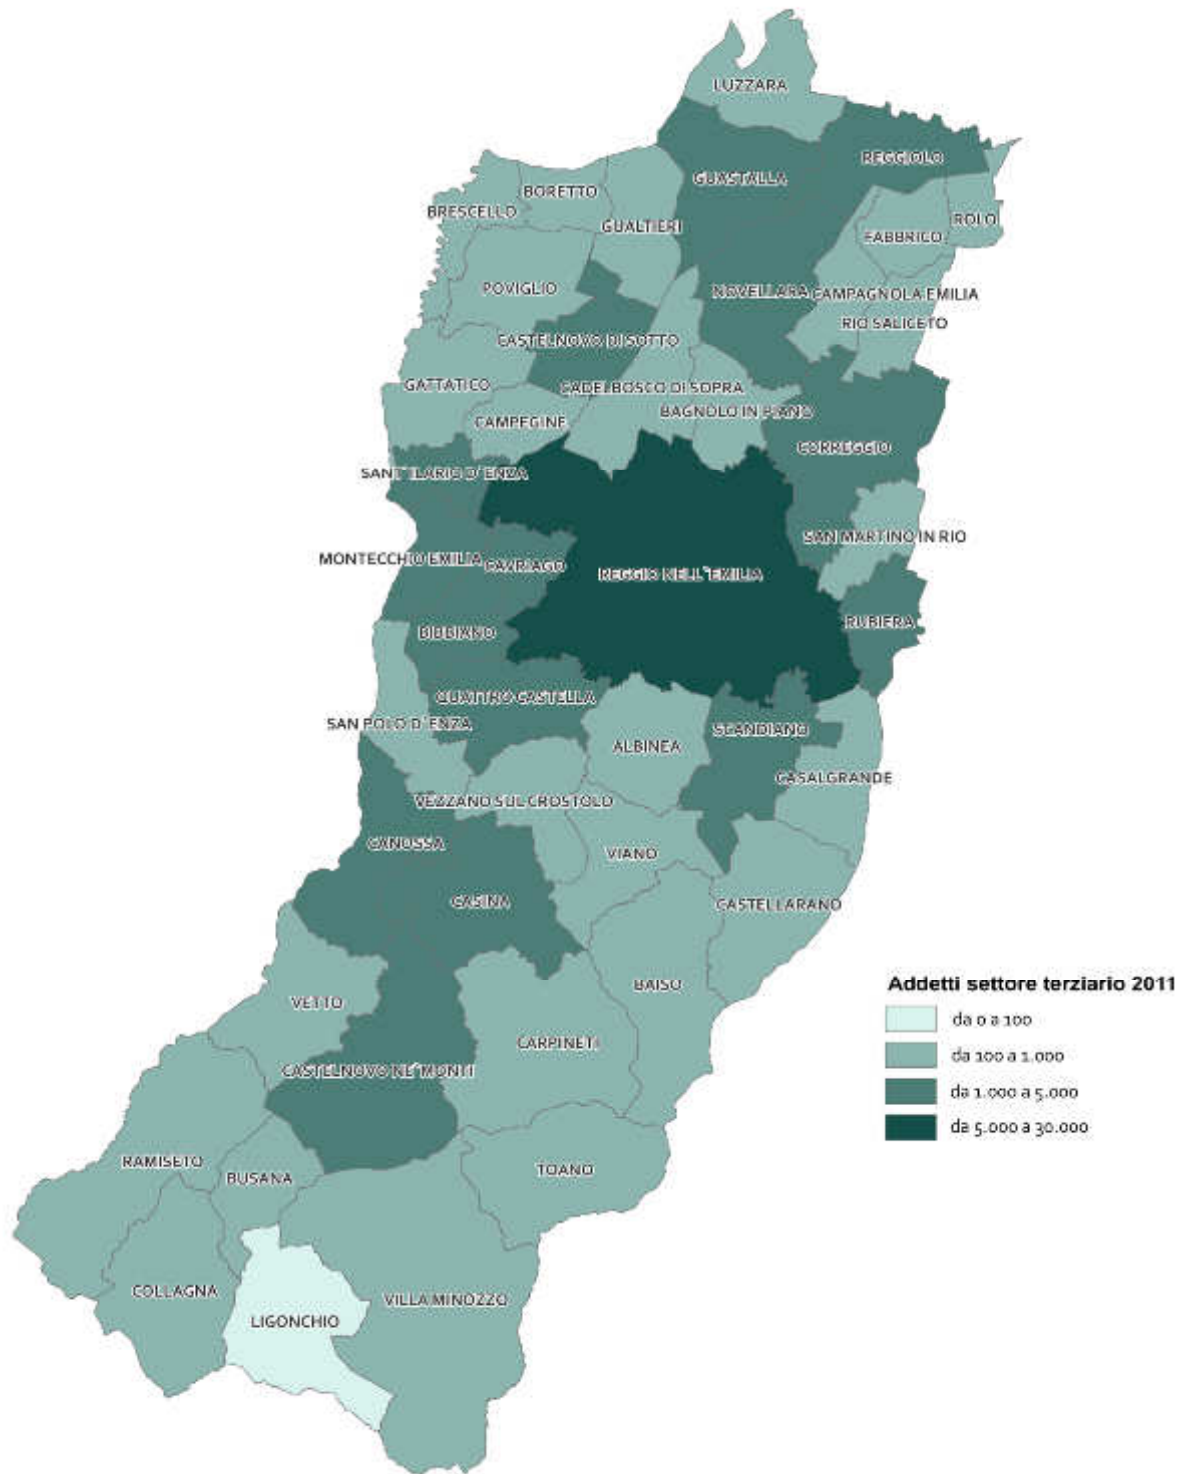 LUZZARA
REGGIOLO
GUASTALLA
BORETTO
BRESCELLO
GUALTIERI
ROLO
FABBRICO
POVIGLIO
NOVELLARA
CAMPAGNOLA EMILIA
RIO SALICETO
CASTELNOVO DI SOTTO
GATTATICO
CADELBOSCO DI SOPRA
BAGNOLO IN PIANO
CAMPEGINE
CORREGGIO
SANT`ILARIO D`ENZA
SAN MARTINO IN RIO
MONTECCHIO EMILIA
CAVRIAGO
REGGIO NELL`EMILIA
RUBIERA
BIBBIANO
QUATTRO CASTELLA
SAN POLO D`ENZA
SCANDIANO
ALBINEA
CASALGRANDE
VEZZANO SUL CROSTOLO
CANOSSA
VIANO
CASINA
CASTELLARANO
BAISO
VETTO
CARPINETI
CASTELNOVO NE`MONTI
RAMISETO
BUSANA
TOANO
COLLAGNA
VILLA MINOZZO
LIGONCHIO
Addetti settore terziario 2011
da 0 a 100
da 100 a 1.000
da 1.000 a 5.000
da 5.000 a 30.000